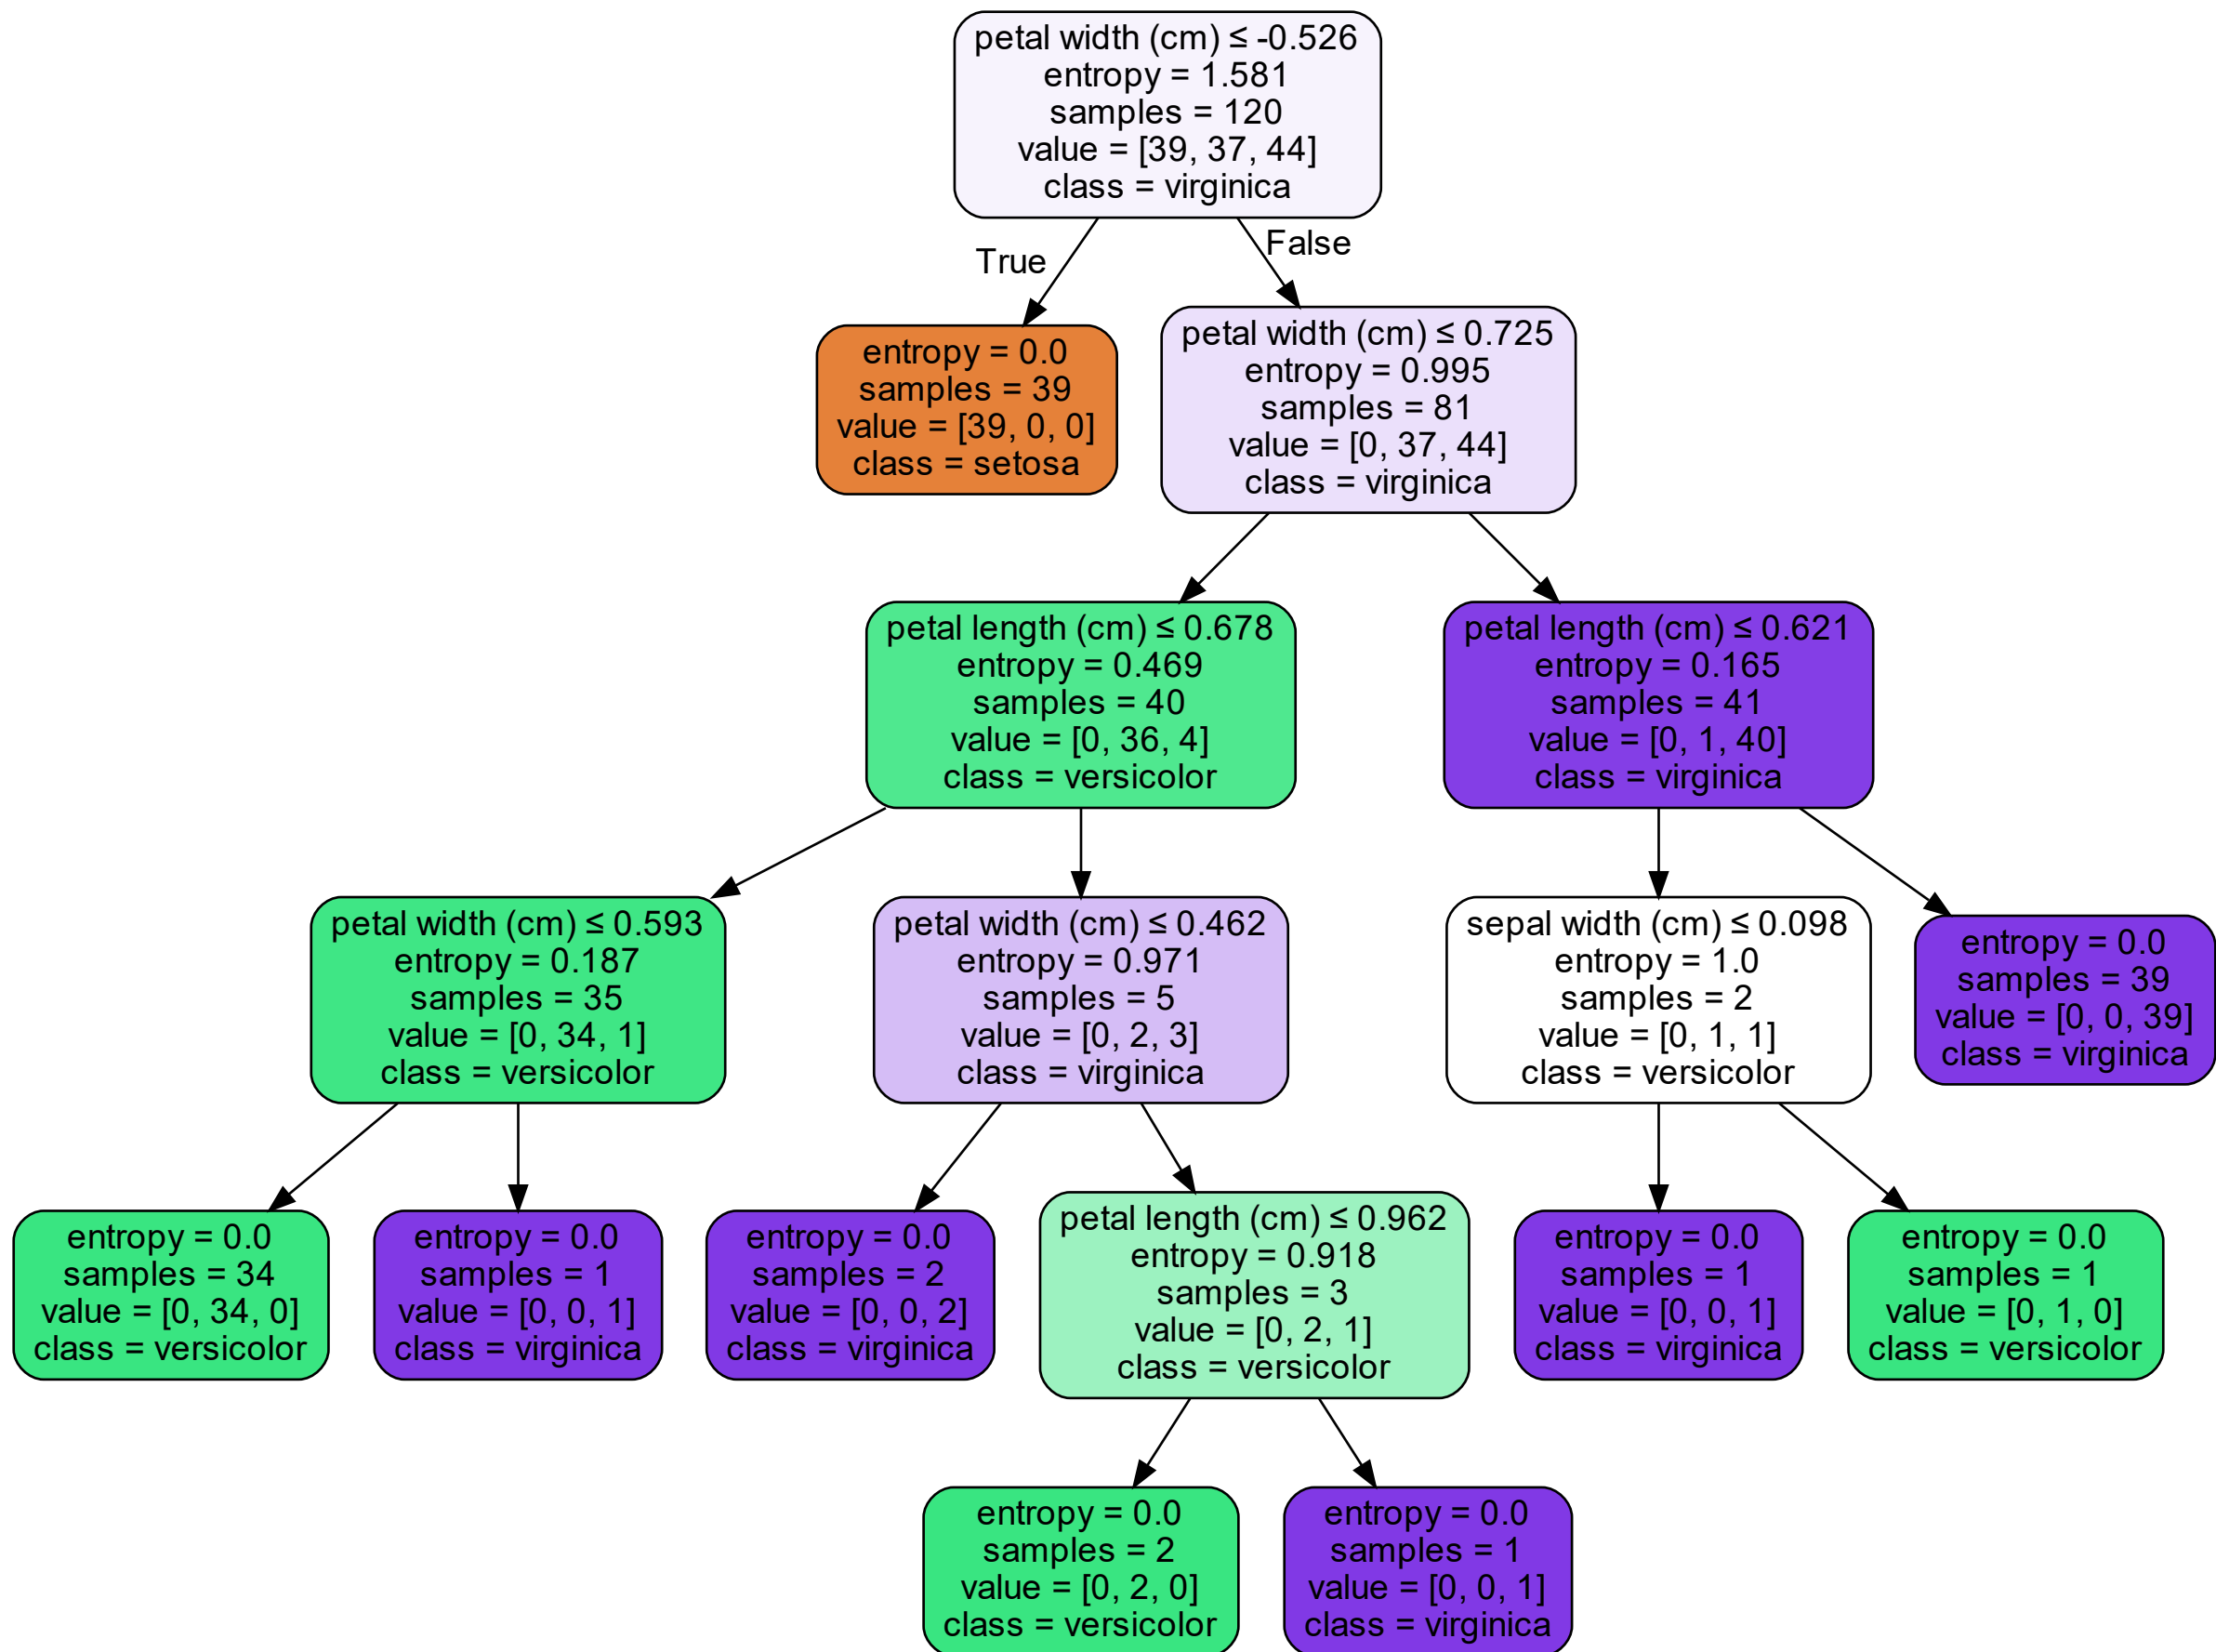 petal width (cm) ≤ -0.526
entropy = 1.581
samples = 120
value = [39, 37, 44]
class = virginica
True
False
entropy = 0.0
samples = 39
value = [39, 0, 0]
class = setosa
petal width (cm) ≤ 0.725
entropy = 0.995
samples = 81
value = [0, 37, 44]
class = virginica
petal length (cm) ≤ 0.678
entropy = 0.469
samples = 40
value = [0, 36, 4]
class = versicolor
petal length (cm) ≤ 0.621
entropy = 0.165
samples = 41
value = [0, 1, 40]
class = virginica
petal width (cm) ≤ 0.593
entropy = 0.187
samples = 35
value = [0, 34, 1]
class = versicolor
petal width (cm) ≤ 0.462
entropy = 0.971
samples = 5
value = [0, 2, 3]
class = virginica
sepal width (cm) ≤ 0.098
entropy = 1.0
samples = 2
value = [0, 1, 1]
class = versicolor
entropy = 0.0
samples = 39
value = [0, 0, 39]
class = virginica
entropy = 0.0
samples = 34
value = [0, 34, 0]
class = versicolor
entropy = 0.0
samples = 1
value = [0, 0, 1]
class = virginica
entropy = 0.0
samples = 2
value = [0, 0, 2]
class = virginica
petal length (cm) ≤ 0.962
entropy = 0.918
samples = 3
value = [0, 2, 1]
class = versicolor
entropy = 0.0
samples = 1
value = [0, 0, 1]
class = virginica
entropy = 0.0
samples = 1
value = [0, 1, 0]
class = versicolor
entropy = 0.0
samples = 2
value = [0, 2, 0]
class = versicolor
entropy = 0.0
samples = 1
value = [0, 0, 1]
class = virginica